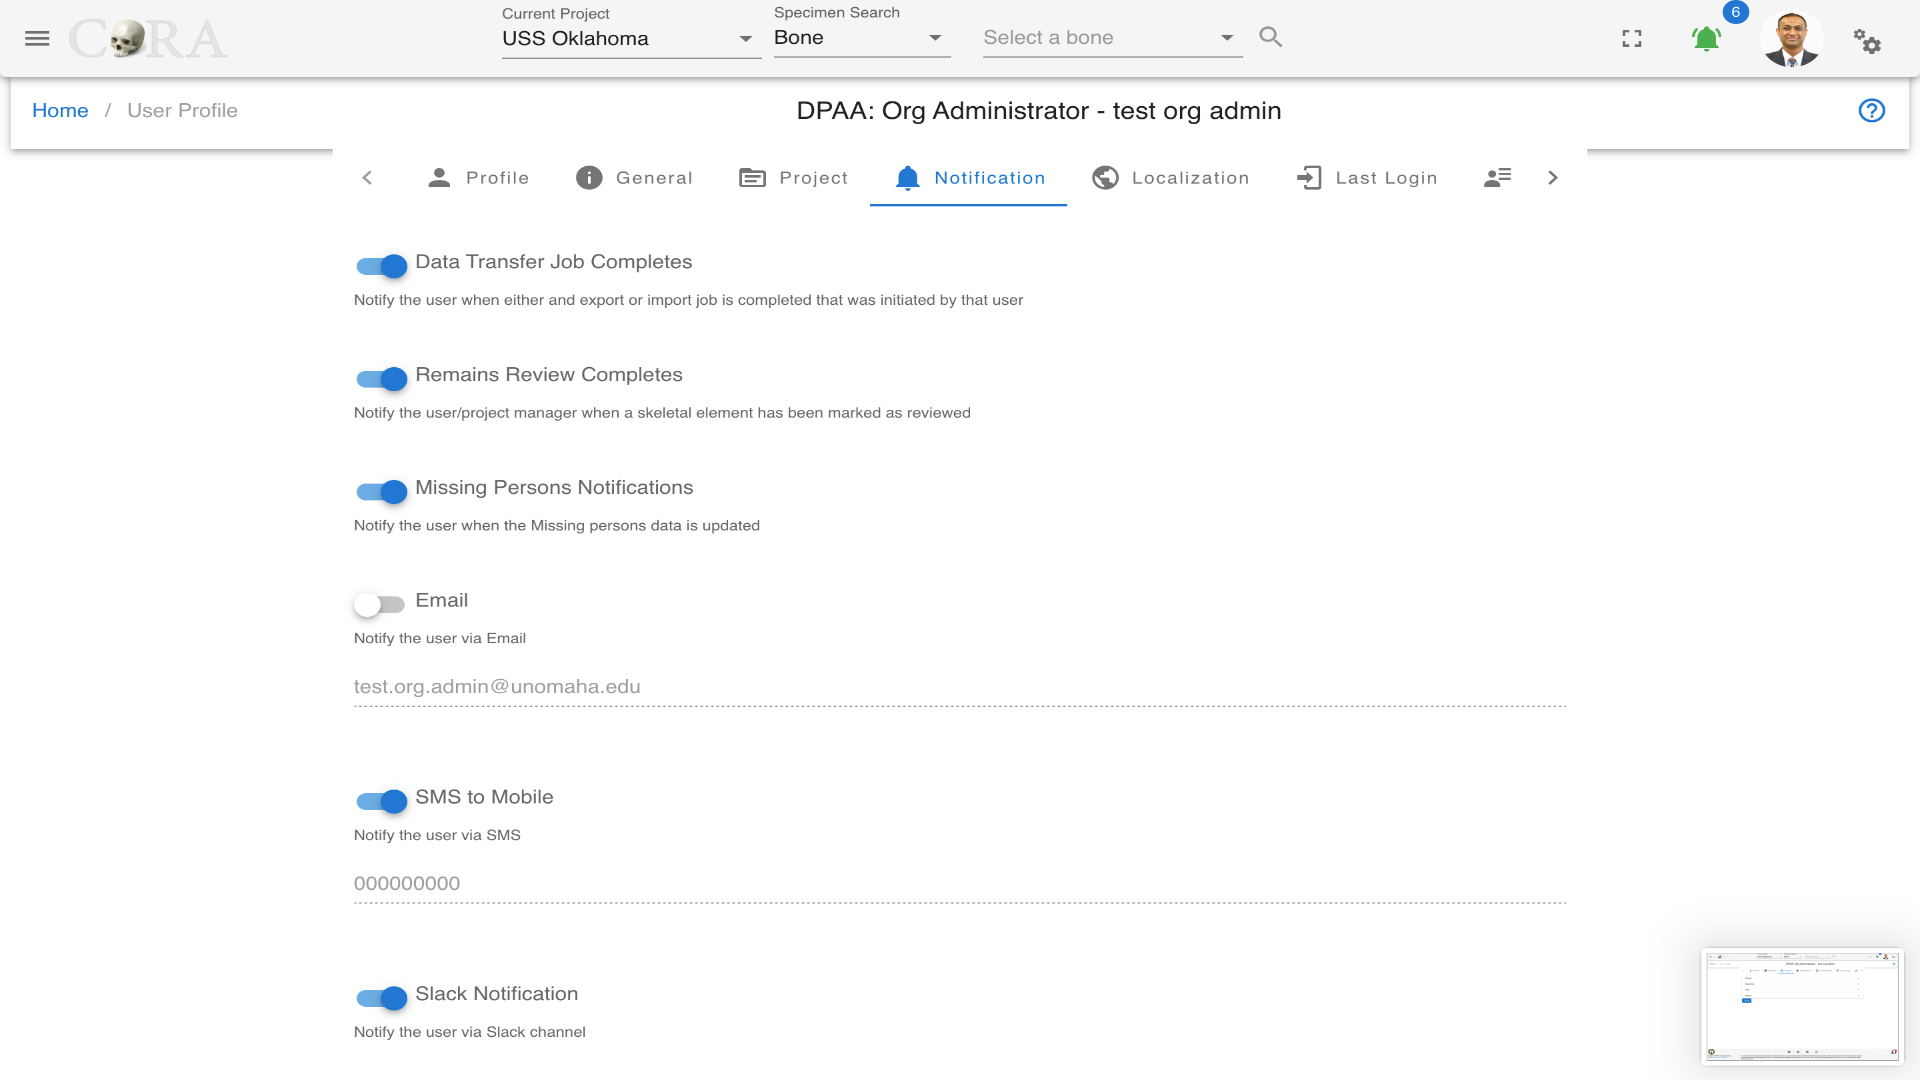 CORA
Current Project
USS Oklahoma
Specimen Search
Bone
Select a bone
6
Home / User Profile
DPAA: Org Administrator - test org admin
Profile
General
Project
Notification
Localization
Last Login
Data Transfer Job Completes
Notify the user when either and export or import job is completed that was initiated by that user
Remains Review Completes
Notify the user/project manager when a skeletal element has been marked as reviewed
Missing Persons Notifications
Notify the user when the Missing persons data is updated
Email
Notify the user via Email
test.org.admin@unomaha.edu
SMS to Mobile
Notify the user via SMS
000000000
Slack Notification
Notify the user via Slack channel